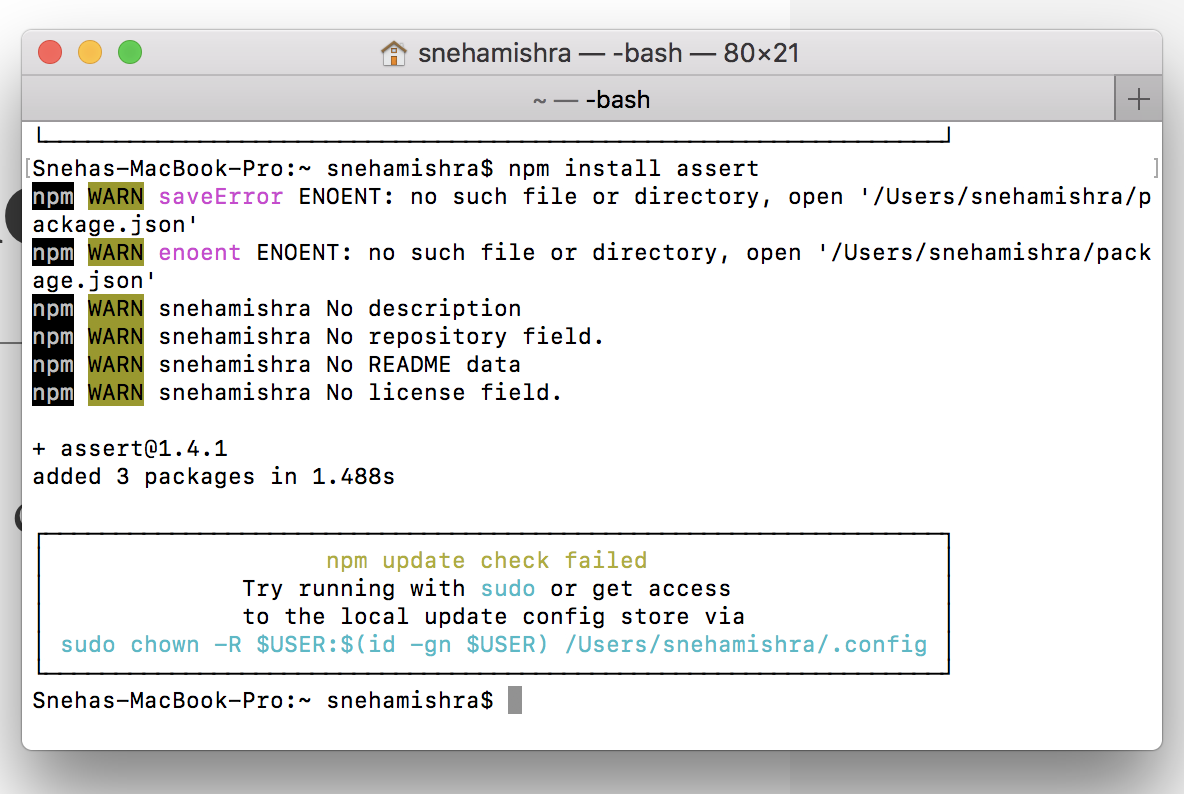 snehamishra — -bash — 80×21
~ — -bash
Snehas-MacBook-Pro:~ snehamishra$ npm install assert
npm WARN saveError ENOENT: no such file or directory, open '/Users/snehamishra/p
ackage.json'
npm WARN enoent ENOENT: no such file or directory, open '/Users/snehamishra/pack
age.json'
npm WARN snehamishra No description
npm WARN snehamishra No repository field.
npm WARN snehamishra No README data
npm WARN snehamishra No license field.
+ assert@1.4.1
added 3 packages in 1.488s
npm update check failed
Try running with sudo or get access
to the local update config store via
sudo chown -R $USER:$(id -gn $USER) /Users/snehamishra/.config
Snehas-MacBook-Pro:~ snehamishra$